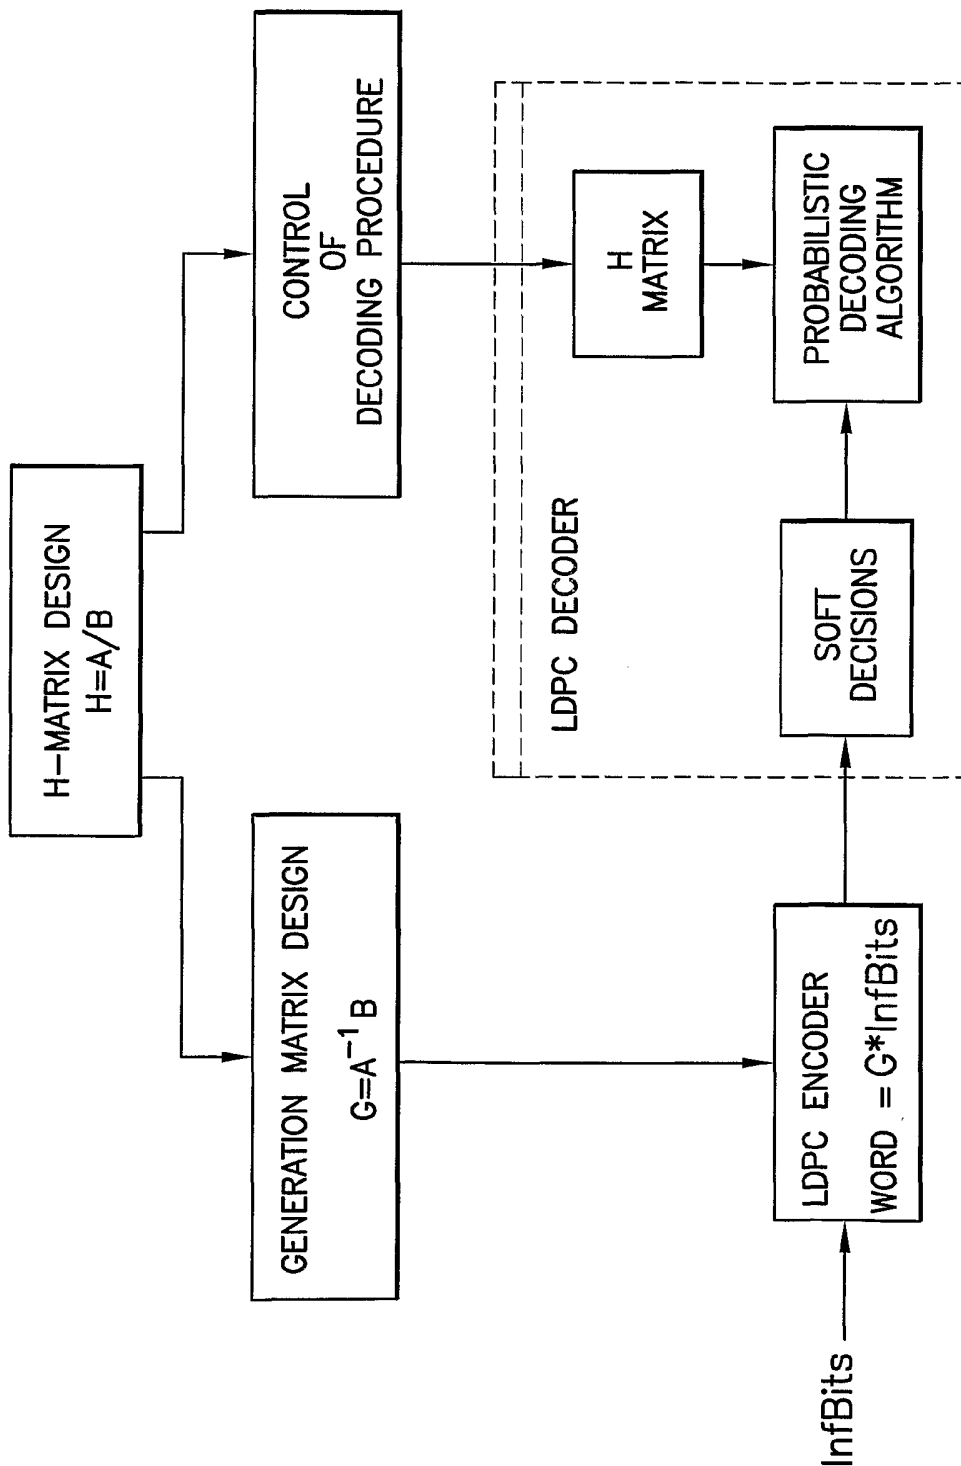 H-MATRIX DESIGN
H=A/B
GENERATION MATRIX DESIGN
G=A⁻¹B
CONTROL
OF
DECODING PROCEDURE
LDPC DECODER
H
MATRIX
InfBits
LDPC ENCODER
WORD = G*InfBits
SOFT
DECISIONS
PROBABILISTIC
DECODING
ALGORITHM